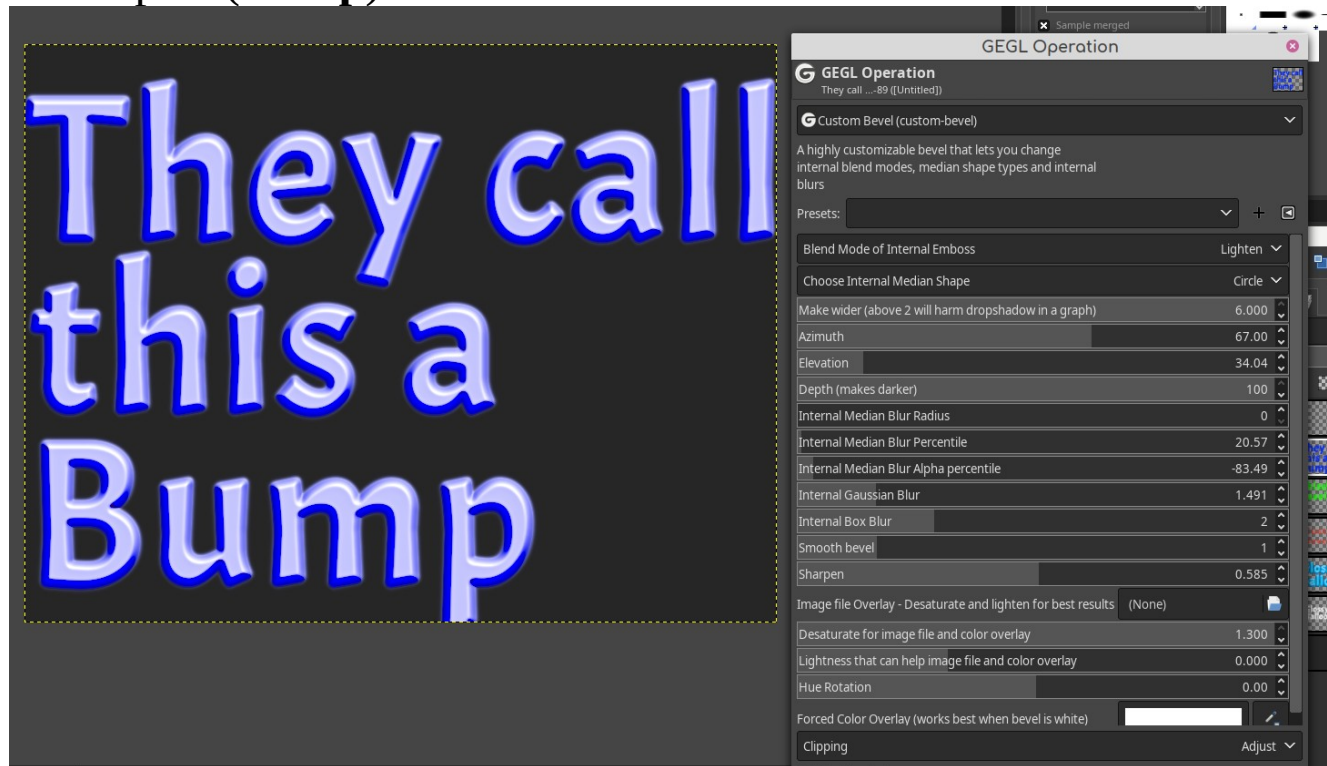 Sample merged
They call
this a
Bump
GEGL Operation
GEGL Operation
They call ...-89 ([Untitled])
Custom Bevel (custom-bevel)
A highly customizable bevel that lets you change
internal blend modes, median shape types and internal
blurs
Presets:
Blend Mode of Internal Emboss Lighten
Choose Internal Median Shape Circle
Make wider (above 2 will harm dropshadow in a graph) 6.000
Azimuth 67.00
Elevation 34.04
Depth (makes darker) 100
Internal Median Blur Radius 0
Internal Median Blur Percentile 20.57
Internal Median Blur Alpha percentile -83.49
Internal Gaussian Blur 1.491
Internal Box Blur 2
Smooth bevel 1
Sharpen 0.585
Image file Overlay - Desaturate and lighten for best results (None)
Desaturate for image file and color overlay 1.300
Lightness that can help image file and color overlay 0.000
Hue Rotation 0.00
Forced Color Overlay (works best when bevel is white)
Clipping Adjust